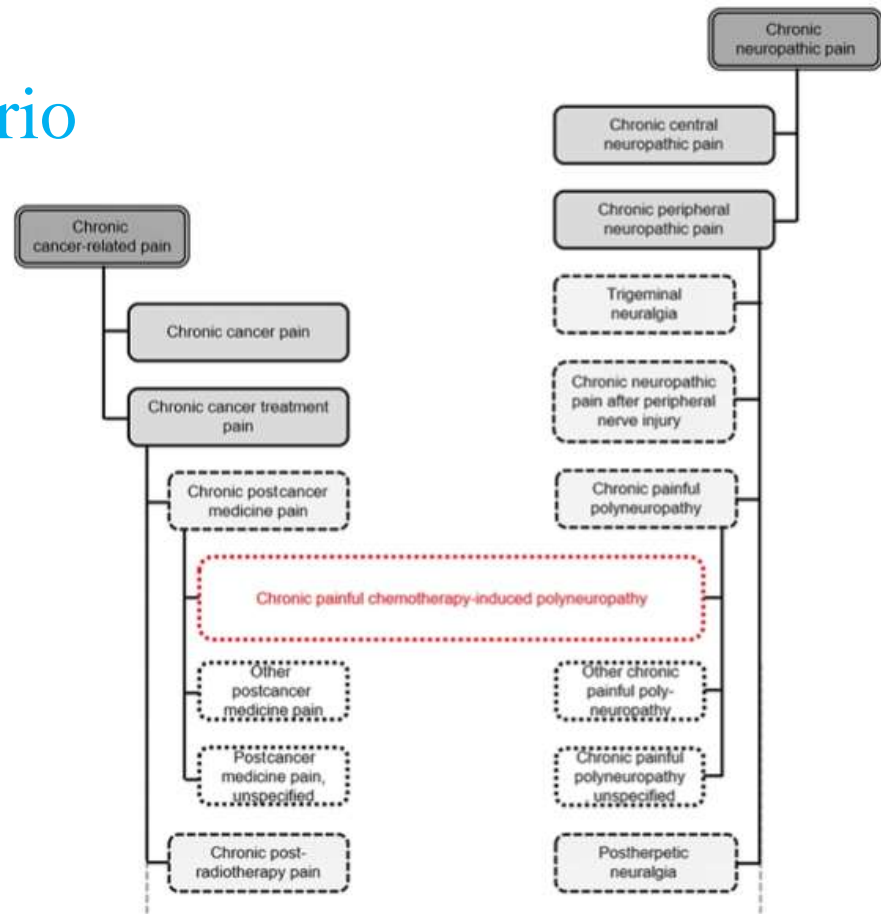 rio
Chronic
cancer-related pain
Chronic cancer pain
Chronic cancer treatment
pain
Chronic postcancer
medicine pain
Chronic painful chemotherapy-induced polyneuropathy
Other
postcancer
medicine pain
Postcancer
medicine pain,
unspecified
Chronic post-
radiotherapy pain
Chronic
neuropathic pain
Chronic central
neuropathic pain
Chronic peripheral
neuropathic pain
Trigeminal
neuralgia
Chronic neuropathic
pain after peripheral
nerve injury
Chronic painful
polyneuropathy
Other chronic
painful poly-
neuropathy
Chronic painful
polyneuropathy
, unspecified
Postherpetic
neuralgia